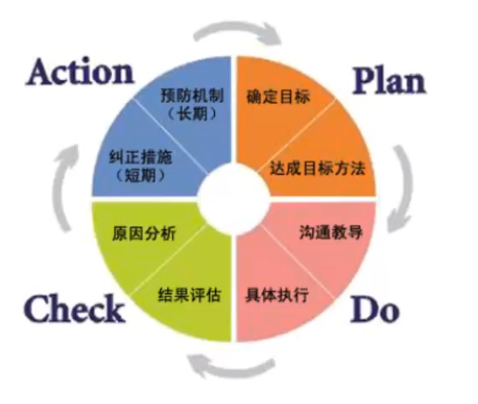 Action
Plan
预防机制
（长期）
确定目标
纠正措施
（短期）
达成目标方法
原因分析
沟通教导
结果评估
具体执行
Check
Do